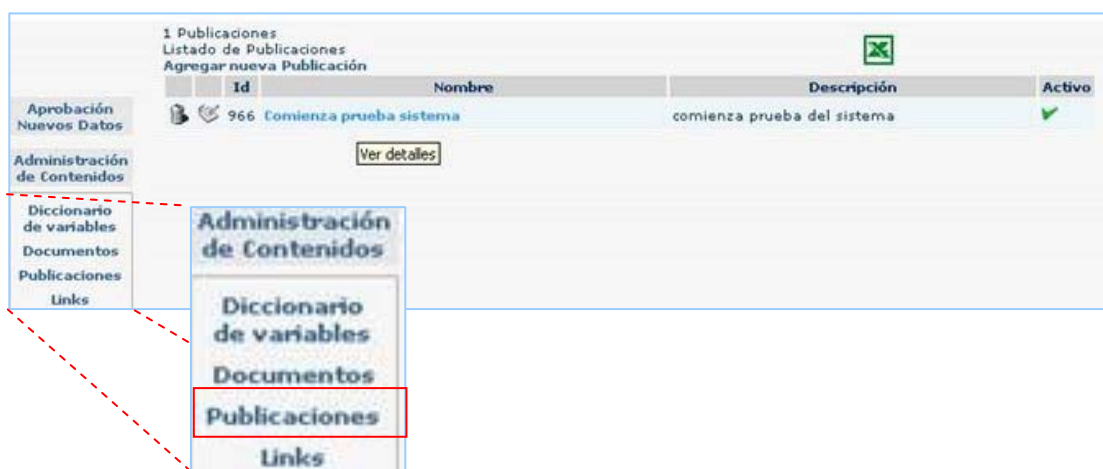 1 Publicaciones
Listado de Publicaciones
Agregar nueva Publicación
Id Nombre Descripción Activo
966 Comienza prueba sistema comienza prueba del sistema
Ver detalles
Aprobación
Nuevos Datos
Administración
de Contenidos
Diccionario
de variables
Documentos
Publicaciones
Links
Administración
de Contenidos
Diccionario
de variables
Documentos
Publicaciones
Links